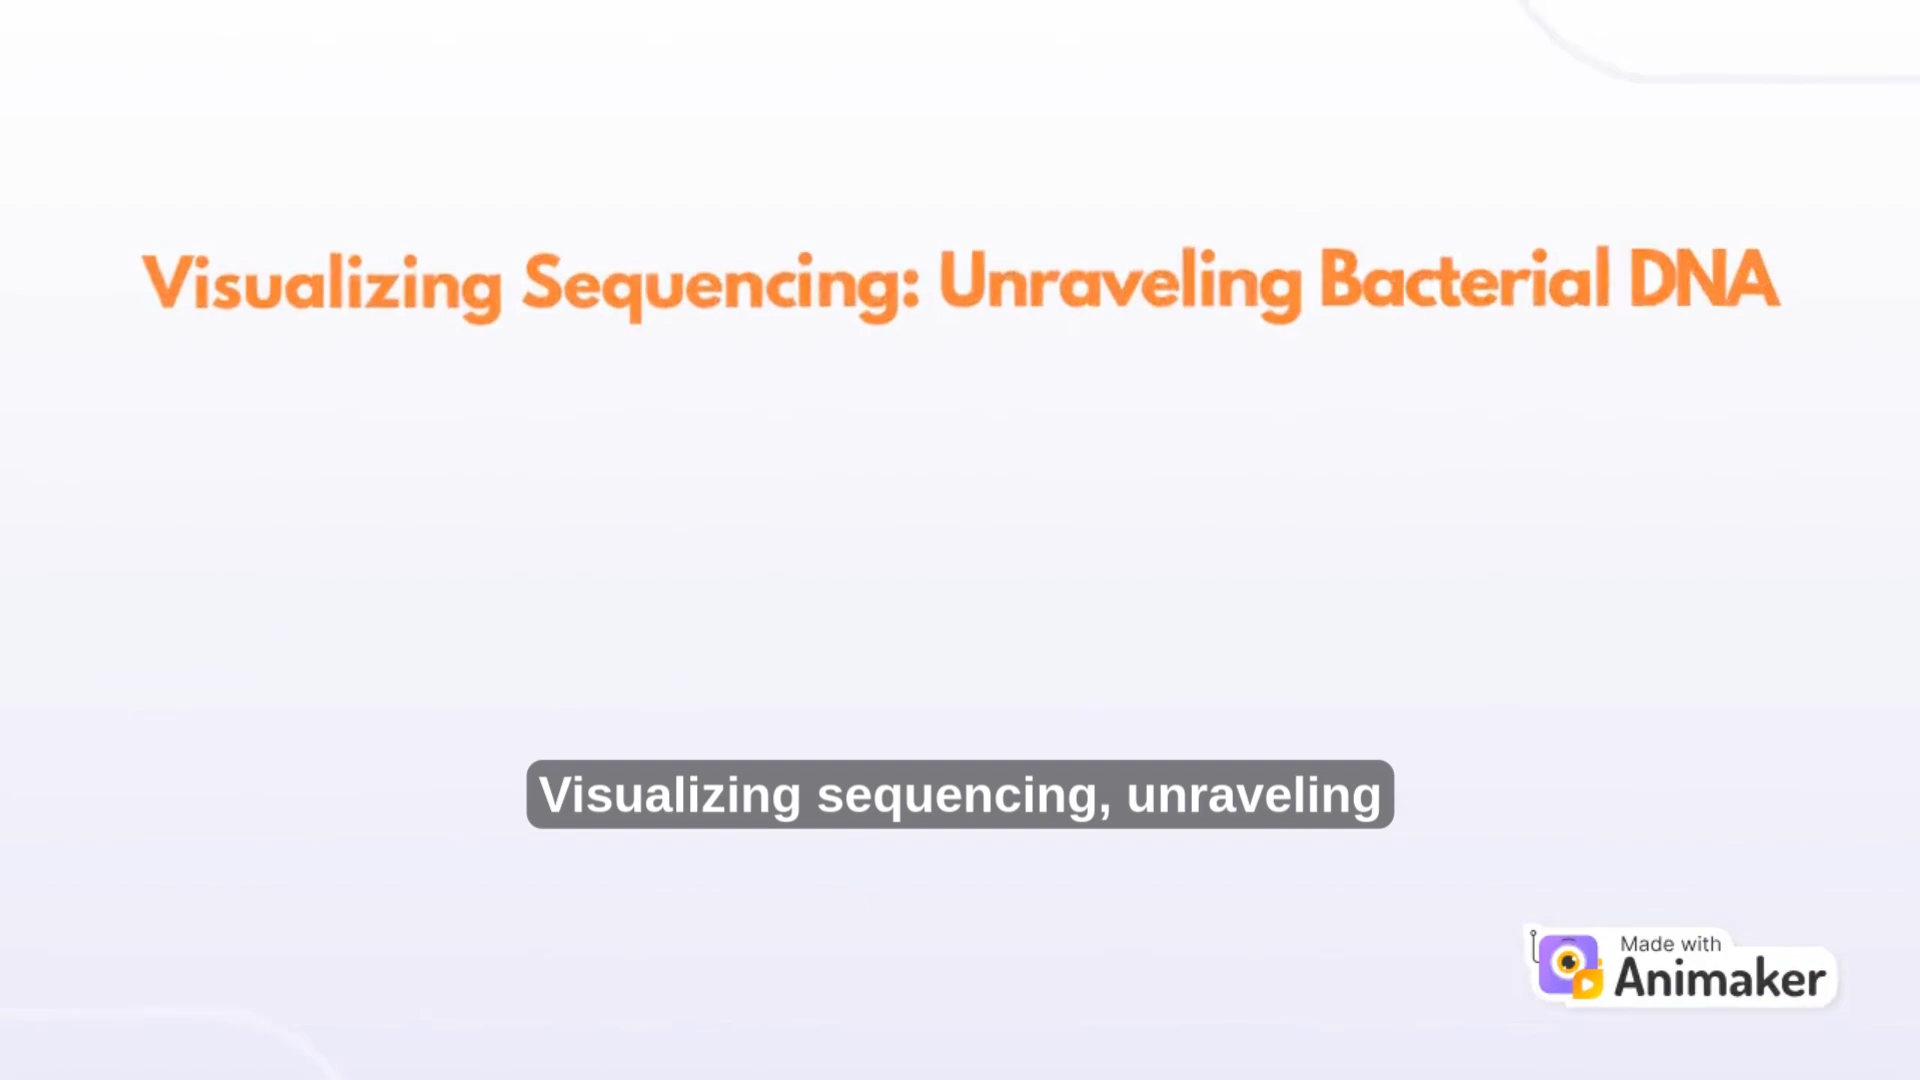 Visualizing Sequencing: Unraveling Bacterial DNA
Visualizing sequencing, unraveling
Made with
Animaker